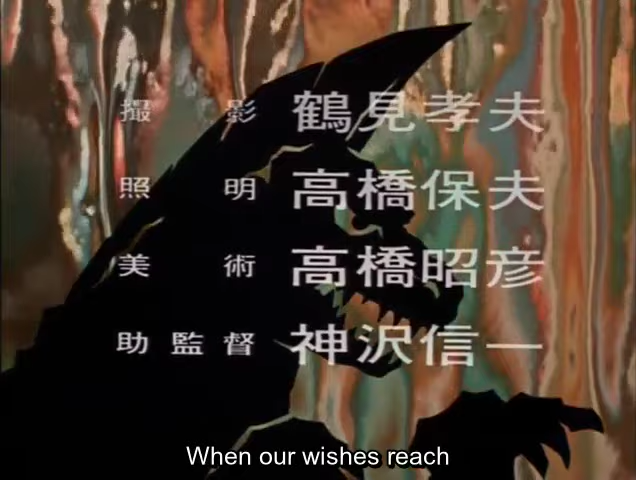 撮影 鶴見孝夫
照明 高橋保夫
美術 高橋昭彦
助監督 神沢信一
When our wishes reach